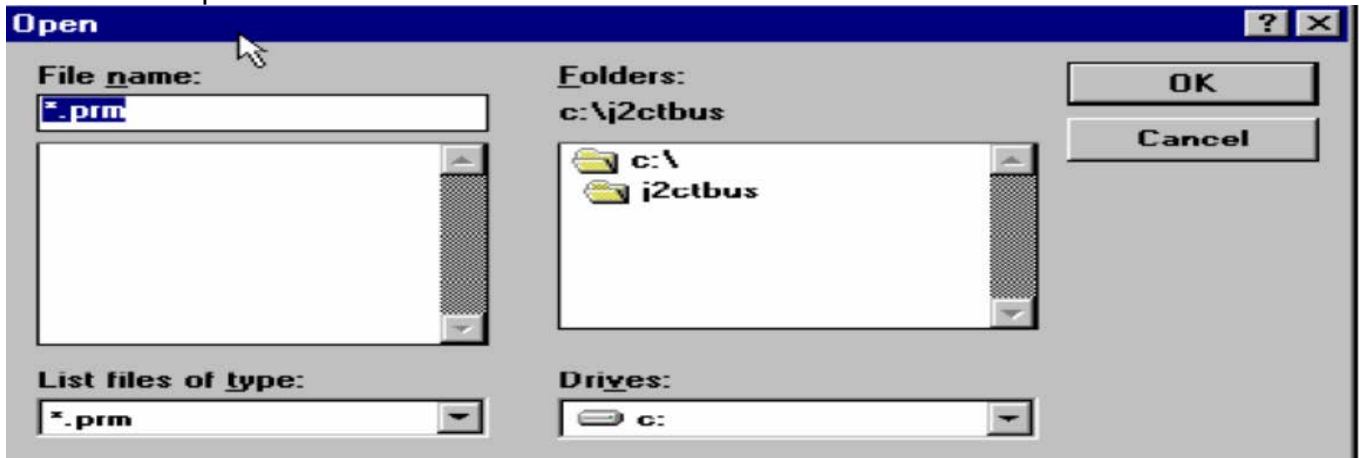 Open
File name:
*.prm
Folders:
c:\j2ctbus
c:\
j2ctbus
OK
Cancel
List files of type:
*.prm
Drives:
c: